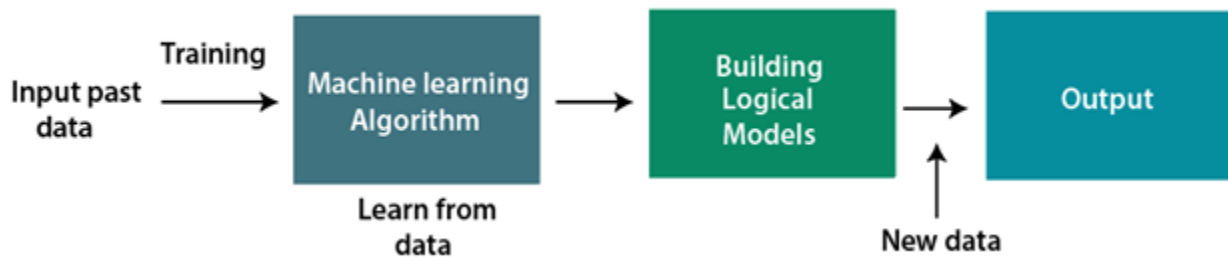 Training
Input past
data
Machine learning
Algorithm
Learn from
data
Building
Logical
Models
New data
Output